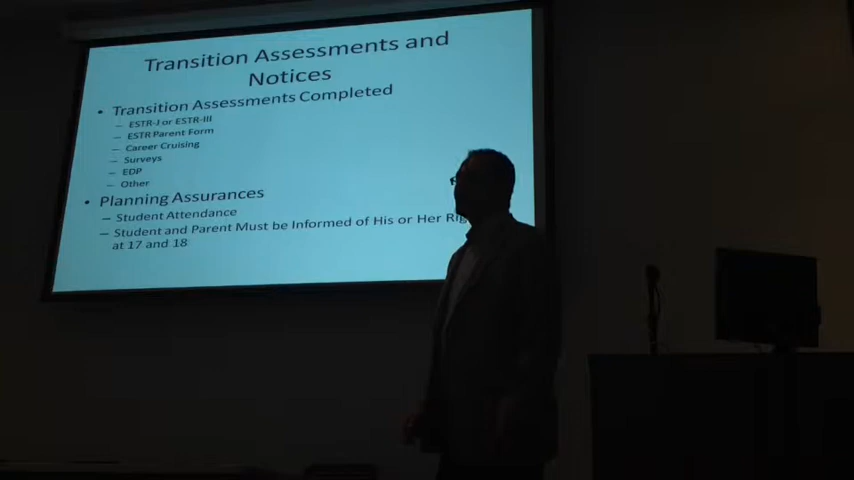 Transition Assessments and
Notices
• Transition Assessments Completed
– ESTR-J or ESTR-III
– ESTR Parent Form
– Career Cruising
– Surveys
– EDP
– Other
• Planning Assurances
– Student Attendance
– Student and Parent Must be Informed of His or Her
at 17 and 18